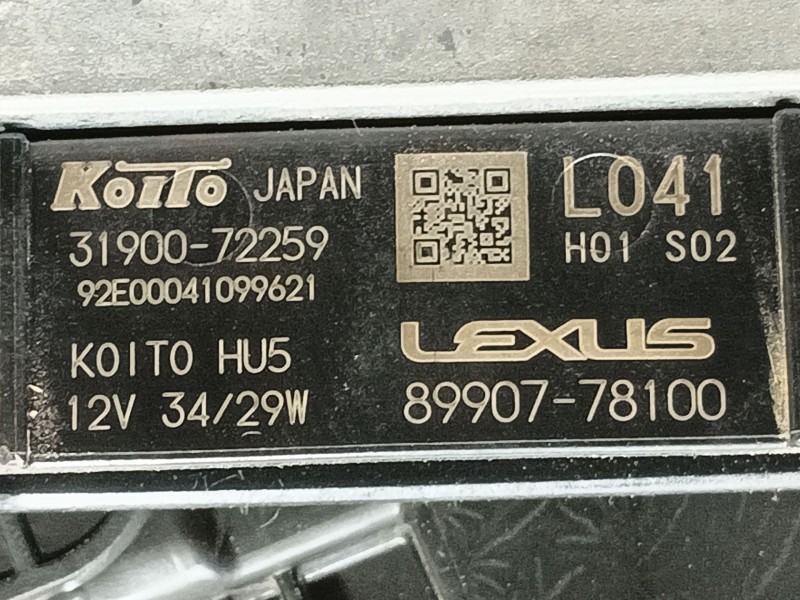 KOITO JAPAN
31900-72259
92E00041099621
KOITO HU5
12V 34/29W
L041
H01 S02
LEXUS
89907-78100